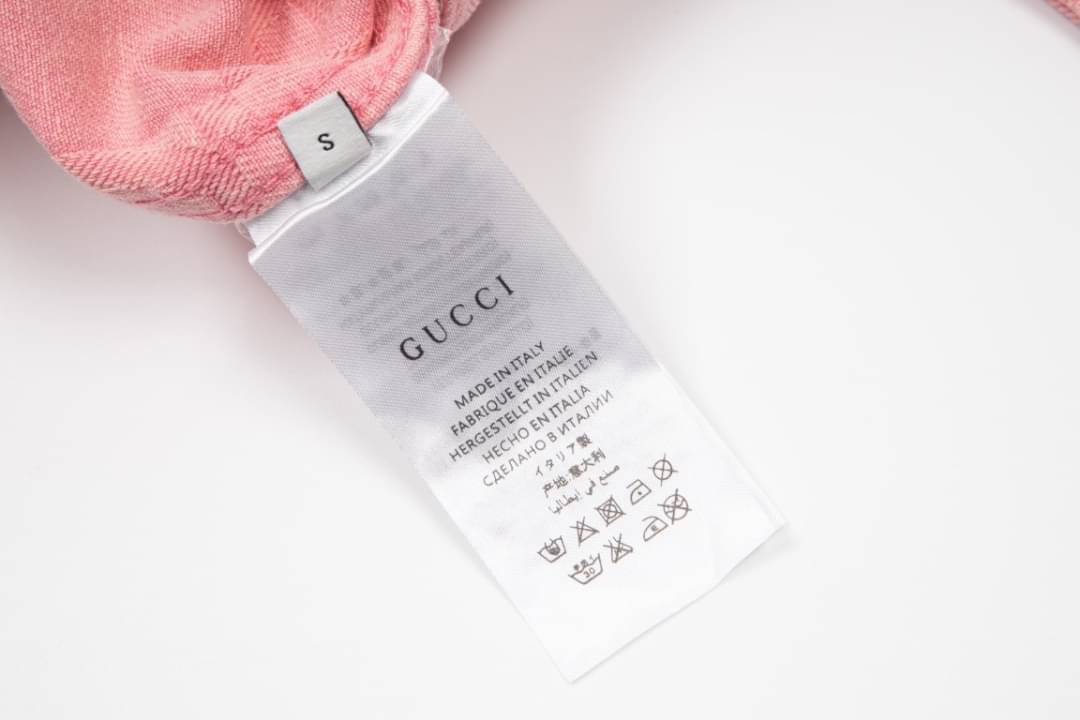 S
GUCCI
MADE IN ITALY
FABRIQUE EN ITALIE
HERGESTELLT IN ITALIEN
HECHO EN ITALIA
СДЕЛАНО В ИТАЛИИ
イタリア製
产地:意大利
صنع في إيطاليا
30